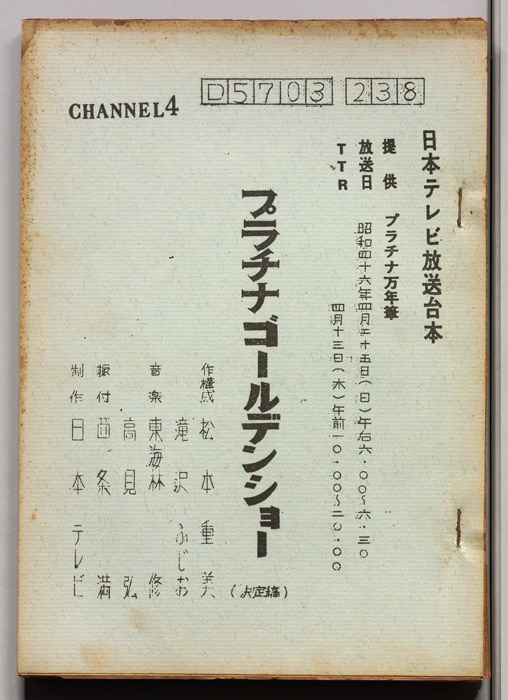 CHANNEL4
D5703 238
日本テレビ放送台本
提供 プラチナ万年筆
放送日 昭和四十六年四月二十五日(日)午后六・〇〇~六・三〇
TTR 四月十三日(木)午前一〇:〇〇~二〇:〇〇
プラチナゴールデンショー
(決定稿)
作構成 松本重美
滝沢ふじお
音楽 東海林修
高見弘
振付 西条満
制作 日本テレビ